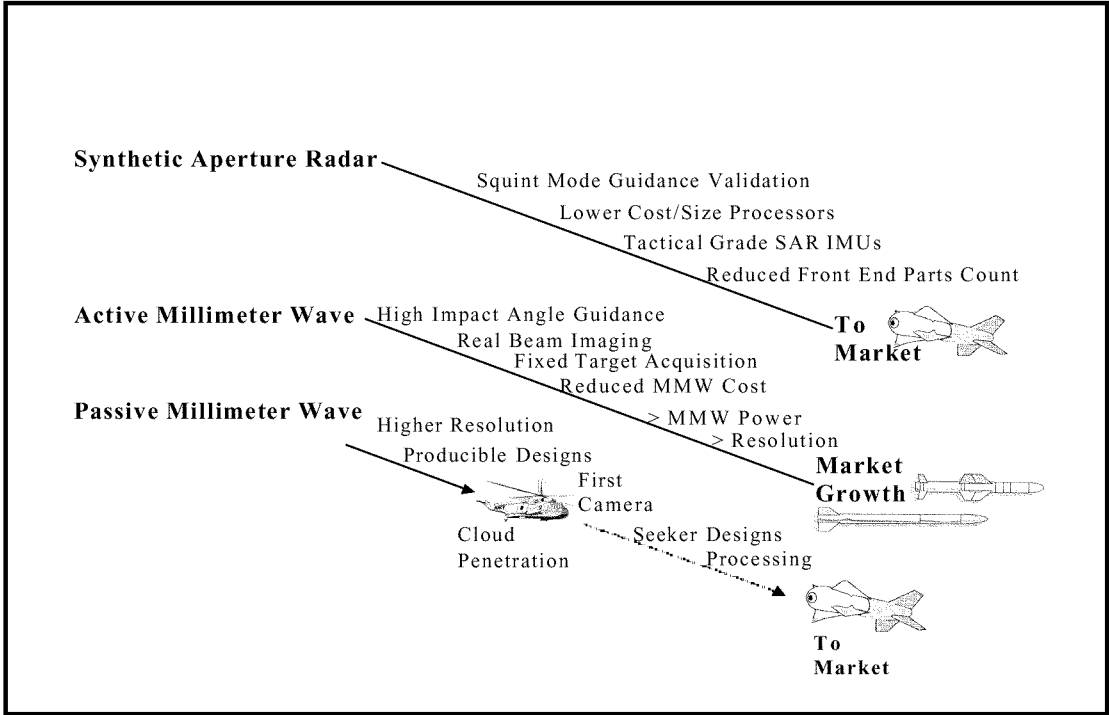 Synthetic Aperture Radar
Squint Mode Guidance Validation
Lower Cost/Size Processors
Tactical Grade SAR IMUs
Reduced Front End Parts Count
To
Market
Active Millimeter Wave
High Impact Angle Guidance
Real Beam Imaging
Fixed Target Acquisition
Reduced MMW Cost
> MMW Power
> Resolution
Market
Growth
Passive Millimeter Wave
Higher Resolution
Producible Designs
First
Camera
Cloud
Penetration
Seeker Designs
Processing
To
Market